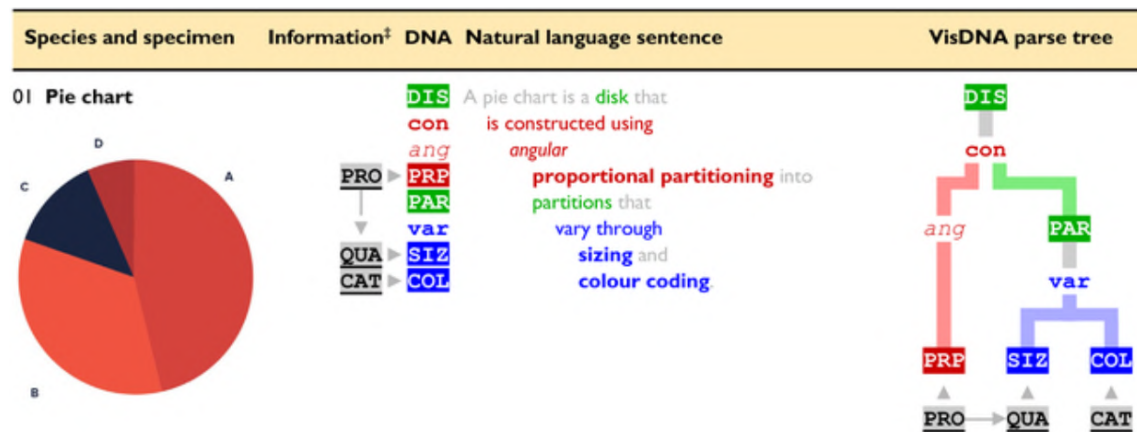 Species and specimen Information‡ DNA Natural language sentence VisDNA parse tree
01 Pie chart
D
C
A
B
DIS A pie chart is a disk that
con is constructed using
ang angular
PRO PRP proportional partitioning into
PAR partitions that
var vary through
QUA SIZ sizing and
CAT COL colour coding.
DIS
con
ang PAR
var
PRP SIZ COL
PRO QUA CAT